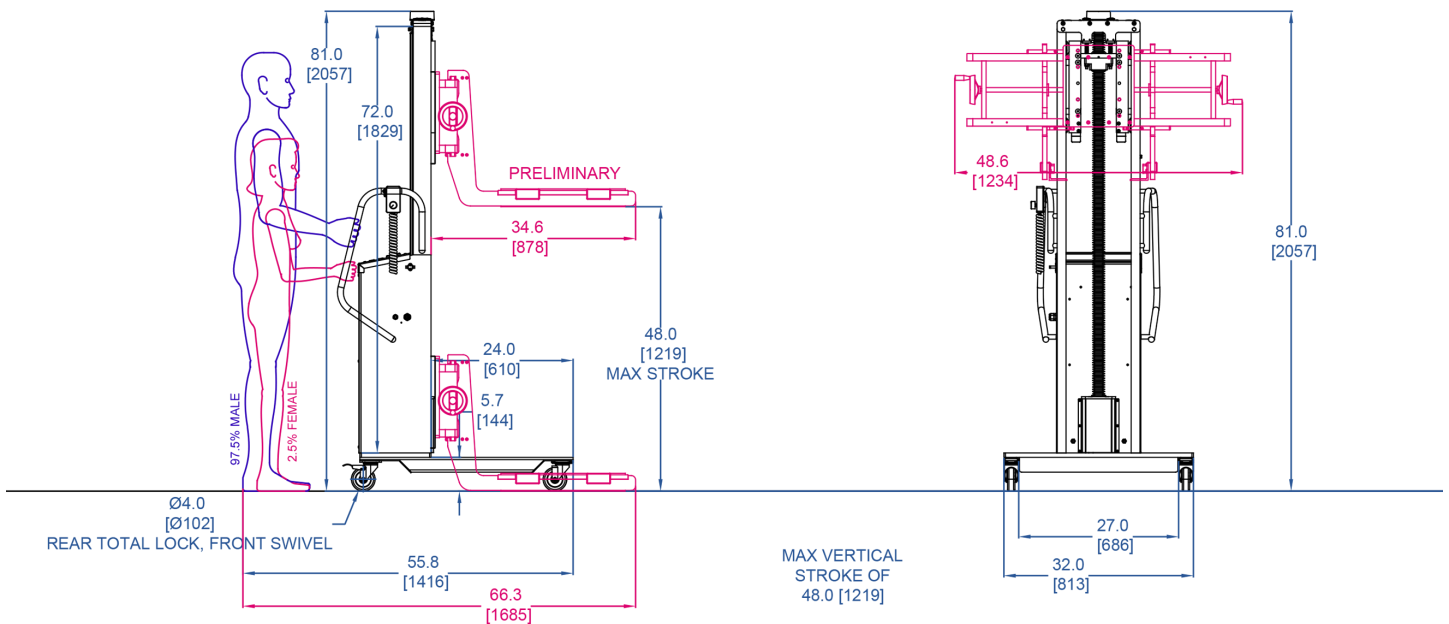 81.0
[2057]
72.0
[1829]
PRELIMINARY
34.6
[878]
48.0
[1219]
MAX STROKE
24.0
[610]
5.7
[144]
97.5% MALE
2.5% FEMALE
Ø4.0
[Ø102]
REAR TOTAL LOCK, FRONT SWIVEL
55.8
[1416]
66.3
[1685]
MAX VERTICAL
STROKE OF
48.0 [1219]
48.6
[1234]
81.0
[2057]
27.0
[686]
32.0
[813]